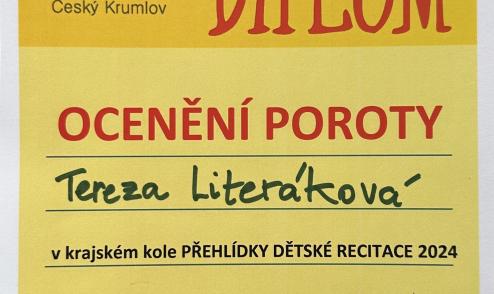 Český Krumlov
DIPLOM
OCENĚNÍ POROTY
Tereza Literáková
v krajském kole PŘEHLÍDKY DĚTSKÉ RECITACE 2024